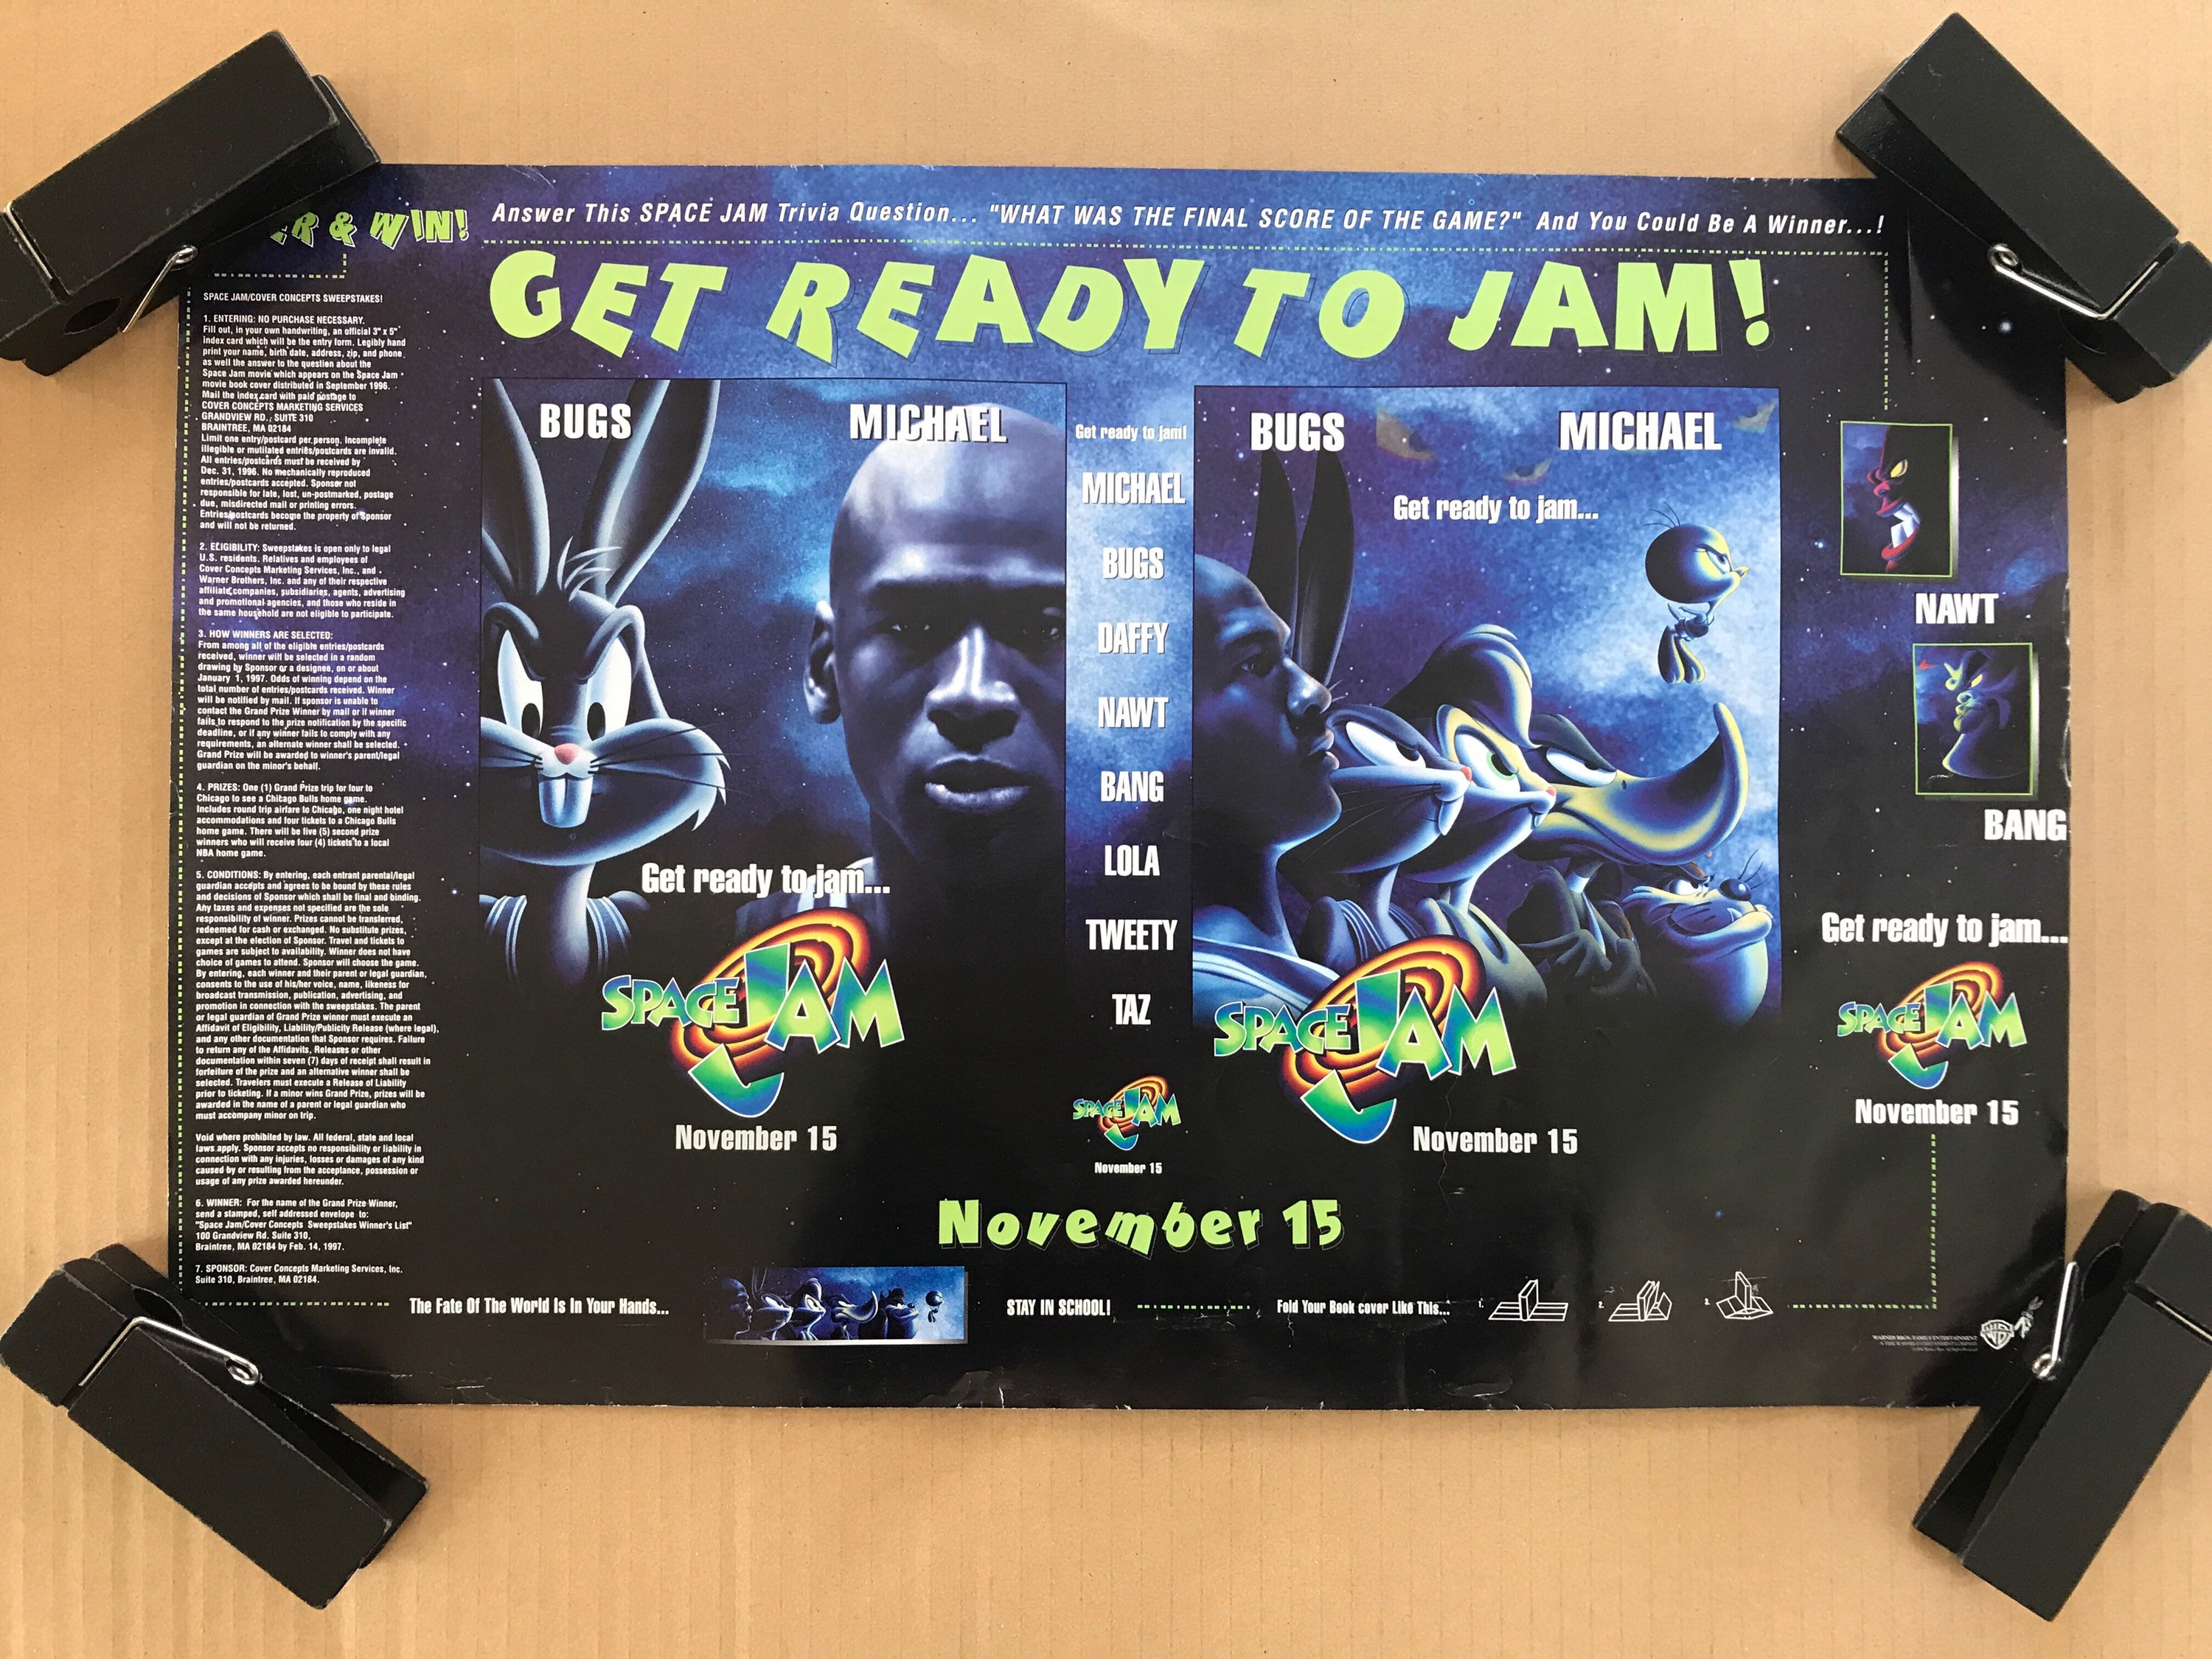 & WIN!
Answer This SPACE JAM Trivia Question... "WHAT WAS THE FINAL SCORE OF THE GAME?" And You Could Be A Winner...!
GET READY TO JAM!
SPACE JAM/COVER CONCEPTS SWEEPSTAKES!
1. ENTERING: NO PURCHASE NECESSARY.
Fill out, in your own handwriting, an official 3" x 5"
index card which will be the entry form. Legibly hand
print your name, birth date, address, zip, and phone
as well the answer to the question about the
Space Jam movie which appears on the Space Jam
movie book cover distributed in September 1996.
Mail the index card with paid postage to
COVER CONCEPTS MARKETING SERVICES
GRANDVIEW RD., SUITE 310
BRAINTREE, MA 02184
Limit one entry/postcard per person. Incomplete
illegible or mutilated entries/postcards are invalid.
All entries/postcards must be received by
Dec. 31, 1996. No mechanically reproduced
entries/postcards accepted. Sponsor not
responsible for late, lost, un-postmarked, postage
due, misdirected mail or printing errors.
Entries/postcards become the property of Sponsor
and will not be returned.
2. ELIGIBILITY: Sweepstakes is open only to legal
U.S. residents. Relatives and employees of
Cover Concepts Marketing Services, Inc., and
Warner Brothers, Inc. and any of their respective
affiliate companies, subsidiaries, agents, advertising
and promotional agencies, and those who reside in
the same household are not eligible to participate.
3. HOW WINNERS ARE SELECTED:
From among all of the eligible entries/postcards
received, winner will be selected in a random
drawing by Sponsor or a designee, on or about
January 1, 1997. Odds of winning depend on the
total number of entries/postcards received. Winner
will be notified by mail. If sponsor is unable to
contact the Grand Prize Winner by mail or if winner
fails to respond to the prize notification by the specific
deadline, or if any winner fails to comply with any
requirements, an alternate winner shall be selected.
Grand Prize will be awarded to winner's parent/legal
guardian on the minor's behalf.
4. PRIZES: One (1) Grand Prize trip for four to
Chicago to see a Chicago Bulls home game.
Includes round trip airfare to Chicago, one night hotel
accommodations and four tickets to a Chicago Bulls
home game. There will be five (5) second prize
winners who will receive four (4) tickets to a local
NBA home game.
5. CONDITIONS: By entering, each entrant parental/legal
guardian accepts and agrees to be bound by these rules
and decisions of Sponsor which shall be final and binding.
Any taxes and expenses not specified are the sole
responsibility of winner. Prizes cannot be transferred,
redeemed for cash or exchanged. No substitute prizes,
except at the election of Sponsor. Travel and tickets to
games are subject to availability. Winner does not have
choice of games to attend. Sponsor will choose the game.
By entering, each winner and their parent or legal guardian,
consents to the use of his/her voice, name, likeness for
broadcast transmission, publication, advertising, and
promotion in connection with the sweepstakes. The parent
or legal guardian of Grand Prize winner must execute an
Affidavit of Eligibility, Liability/Publicity Release (where legal),
and any other documentation that Sponsor requires. Failure
to return any of the Affidavits, Releases or other
documentation within seven (7) days of receipt shall result in
forfeiture of the prize and an alternative winner shall be
selected. Travelers must execute a Release of Liability
prior to ticketing. If a minor wins Grand Prize, prizes will be
awarded in the name of a parent or legal guardian who
must accompany minor on trip.
Void where prohibited by law. All federal, state and local
laws apply. Sponsor accepts no responsibility or liability in
connection with any injuries, losses or damages of any kind
caused by or resulting from the acceptance, possession or
usage of any prize awarded hereunder.
6. WINNER: For the name of the Grand Prize Winner,
send a stamped, self addressed envelope to:
"Space Jam/Cover Concepts Sweepstakes Winner's List"
100 Grandview Rd. Suite 310,
Braintree, MA 02184 by Feb. 14, 1997.
7. SPONSOR: Cover Concepts Marketing Services, Inc.
Suite 310, Braintree, MA 02184.
BUGS MICHAEL
Get ready to jam...
SPACE JAM
November 15
Get ready to jam!
MICHAEL
BUGS
DAFFY
NAWT
BANG
LOLA
TWEETY
TAZ
SPACE JAM
November 15
BUGS MICHAEL
Get ready to jam...
SPACE JAM
November 15
NAWT
BANG
Get ready to jam...
SPACE JAM
November 15
November 15
The Fate Of The World Is In Your Hands...
STAY IN SCHOOL!
Fold Your Book cover Like This...
1.
2.
3.
WARNER BROS. FAMILY ENTERTAINMENT
WB